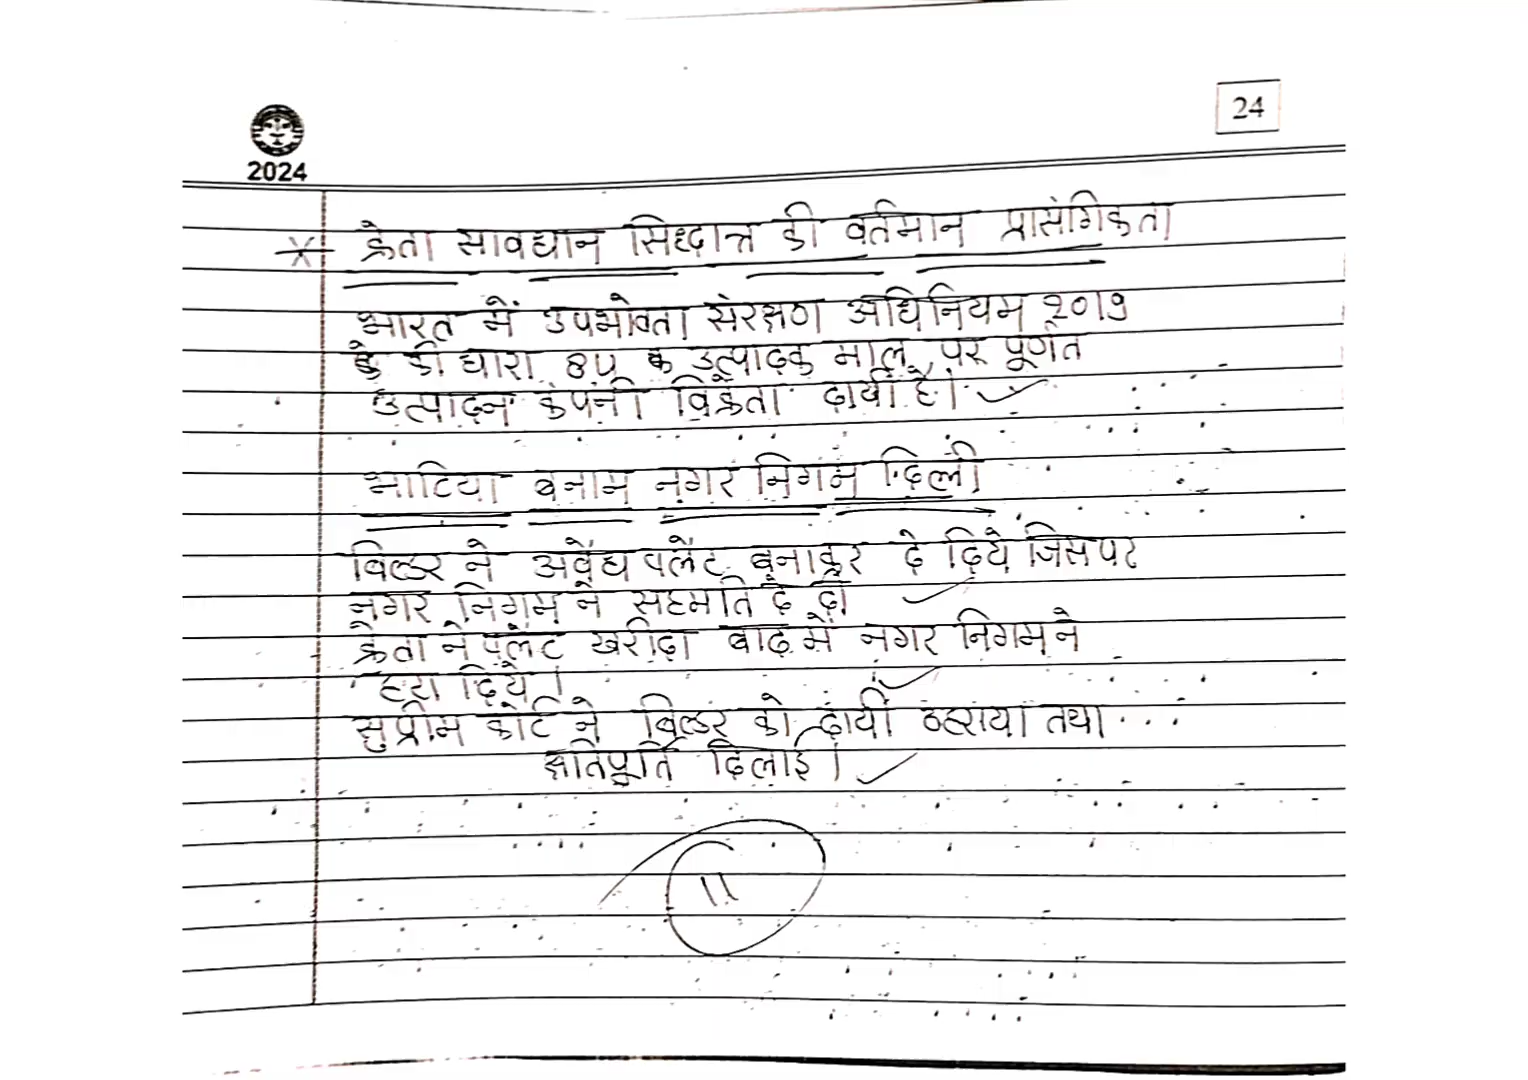 24
2024
क्रेता सावधान सिध्दान्त की वर्तमान प्रासंगिकता
भारत में उपभोक्ता संरक्षण अधिनियम 2019
की धारा 84 के उत्पादक माल पर पूर्णत
उत्पादन कंपनी विक्रेता दायी है।
भाटिया बनाम नगर निगम दिल्ली
बिल्डर ने अवैध फ्लैट बनाकर दे दिये जिस पर
नगर निगम ने सहमति दे दी
क्रेता ने फ्लैट खरीदा बाद में नगर निगम ने
हटा दिये।
सुप्रीम कोर्ट ने बिल्डर को दायी ठहराया तथा
क्षतिपूर्ति दिलाई।
11